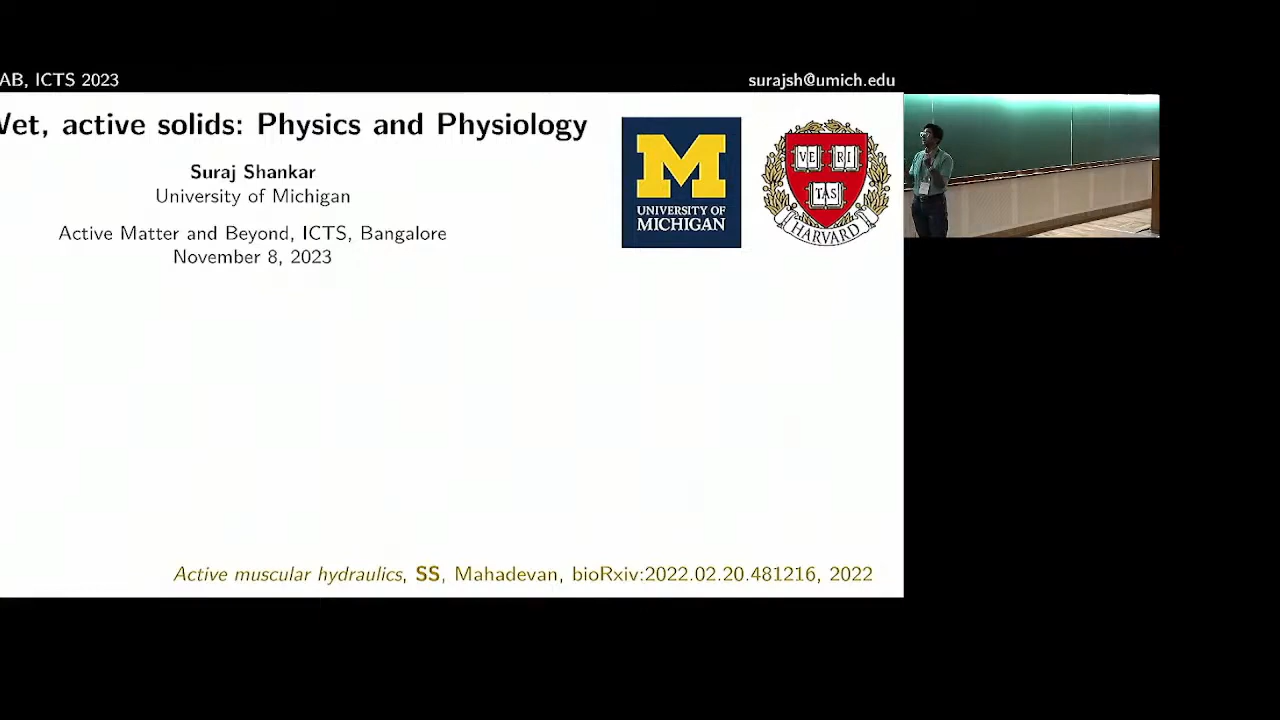 AB, ICTS 2023
surajsh@umich.edu
Wet, active solids: Physics and Physiology
Suraj Shankar
University of Michigan
Active Matter and Beyond, ICTS, Bangalore
November 8, 2023
M
UNIVERSITY OF
MICHIGAN
VE RI
TAS
HARVARD
Active muscular hydraulics, SS, Mahadevan, bioRxiv:2022.02.20.481216, 2022